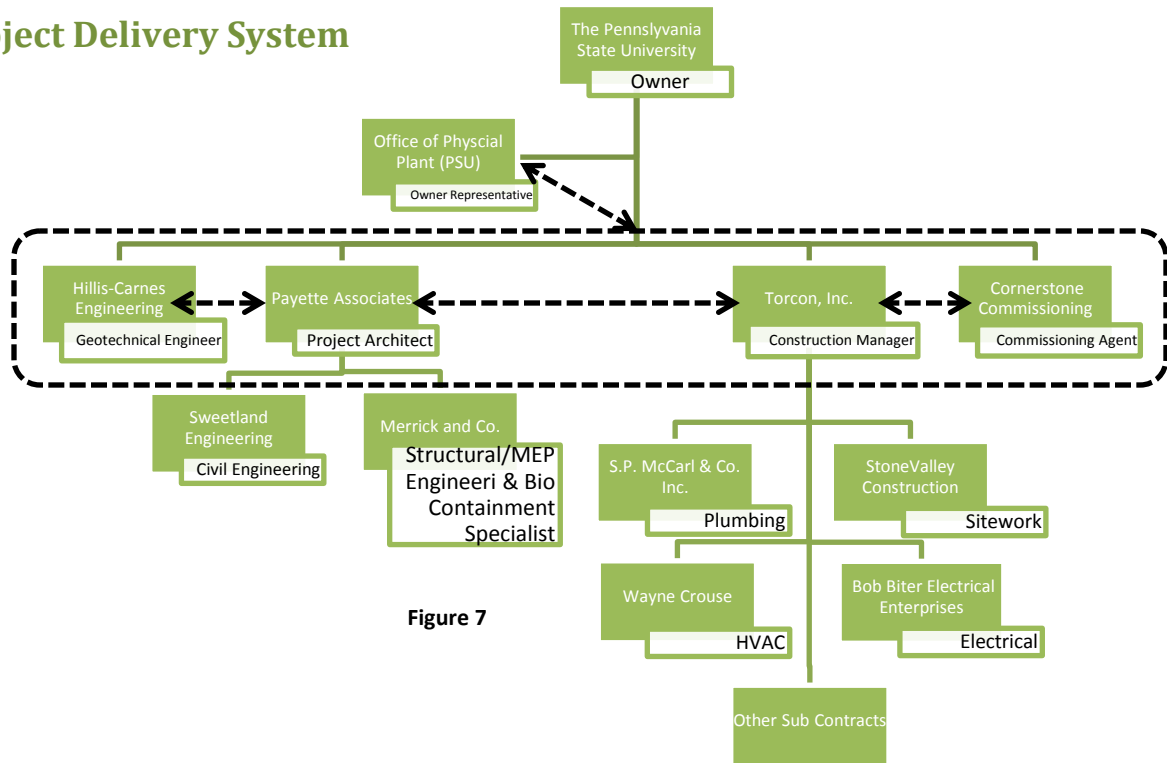 oject Delivery System
The Pennslyvania
State University
Owner
Office of Physcial
Plant (PSU)
Owner Representative
Hillis-Carnes
Engineering
Geotechnical Engineer
Payette Associates
Project Architect
Torcon, Inc.
Construction Manager
Cornerstone
Commissioning
Commissioning Agent
Sweetland
Engineering
Civil Engineering
Merrick and Co.
Structural/MEP
Engineeri & Bio
Containment
Specialist
S.P. McCarl & Co.
Inc.
Plumbing
StoneValley
Construction
Sitework
Wayne Crouse
HVAC
Bob Biter Electrical
Enterprises
Electrical
Other Sub Contracts
Figure 7